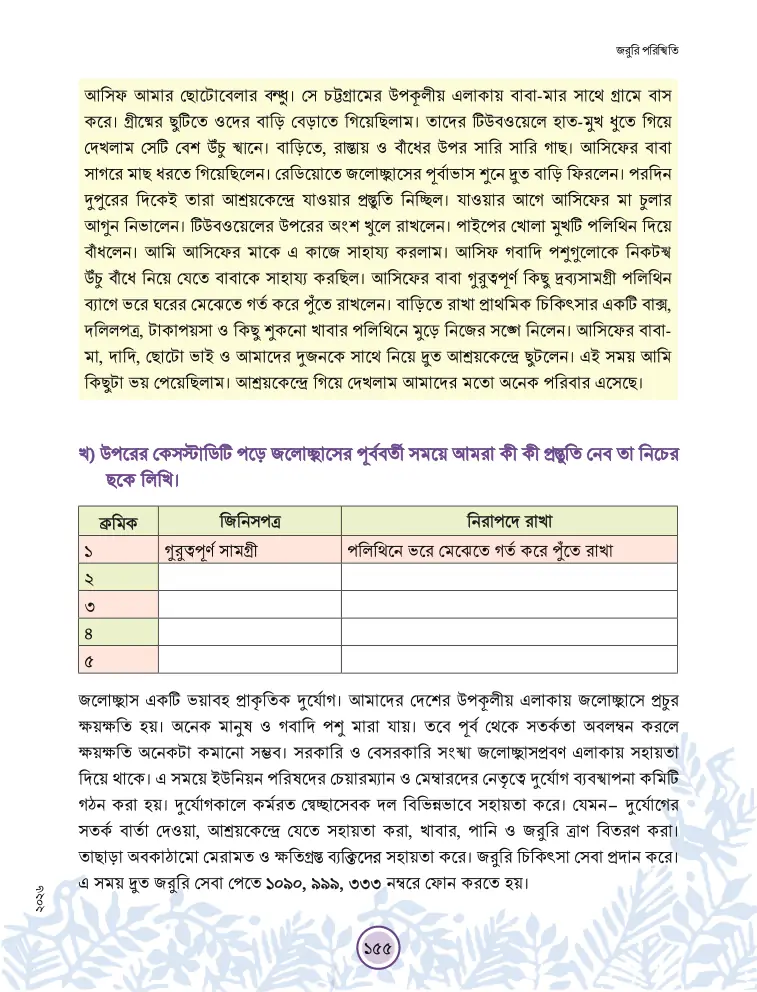 জরুরি পরিস্থিতি
আসিফ আমার ছোটোবেলার বন্ধু। সে চট্টগ্রামের উপকূলীয় এলাকায় বাবা-মার সাথে গ্রামে বাস
করে। গ্রীষ্মের ছুটিতে ওদের বাড়ি বেড়াতে গিয়েছিলাম। তাদের টিউবওয়েলে হাত-মুখ ধুতে গিয়ে
দেখলাম সেটি বেশ উঁচু স্থানে। বাড়িতে, রাস্তায় ও বাঁধের উপর সারি সারি গাছ। আসিফের বাবা
সাগরে মাছ ধরতে গিয়েছিলেন। রেডিয়োতে জলোচ্ছ্বাসের পূর্বাভাস শুনে দ্রুত বাড়ি ফিরলেন। পরদিন
দুপুরের দিকেই তারা আশ্রয়কেন্দ্রে যাওয়ার প্রস্তুতি নিচ্ছিল। যাওয়ার আগে আসিফের মা চুলার
আগুন নিভালেন। টিউবওয়েলের উপরের অংশ খুলে রাখলেন। পাইপের খোলা মুখটি পলিথিন দিয়ে
বাঁধলেন। আমি আসিফের মাকে এ কাজে সাহায্য করলাম। আসিফ গবাদি পশুগুলোকে নিকটস্থ
উঁচু বাঁধে নিয়ে যেতে বাবাকে সাহায্য করছিল। আসিফের বাবা গুরুত্বপূর্ণ কিছু দ্রব্যসামগ্রী পলিথিন
ব্যাগে ভরে ঘরের মেঝেতে গর্ত করে পুঁতে রাখলেন। বাড়িতে রাখা প্রাথমিক চিকিৎসার একটি বাক্স,
দলিলপত্র, টাকাপয়সা ও কিছু শুকনো খাবার পলিথিনে মুড়ে নিজের সঙ্গে নিলেন। আসিফের বাবা-
মা, দাদি, ছোটো ভাই ও আমাদের দুজনকে সাথে নিয়ে দ্রুত আশ্রয়কেন্দ্রে ছুটলেন। এই সময় আমি
কিছুটা ভয় পেয়েছিলাম। আশ্রয়কেন্দ্রে গিয়ে দেখলাম আমাদের মতো অনেক পরিবার এসেছে।
খ) উপরের কেসস্টাডিটি পড়ে জলোচ্ছ্বাসের পূর্ববর্তী সময়ে আমরা কী কী প্রস্তুতি নেব তা নিচের
ছকে লিখি।
ক্রমিক জিনিসপত্র নিরাপদে রাখা
১ গুরুত্বপূর্ণ সামগ্রী পলিথিনে ভরে মেঝেতে গর্ত করে পুঁতে রাখা
২
৩
৪
৫
জলোচ্ছ্বাস একটি ভয়াবহ প্রাকৃতিক দুর্যোগ। আমাদের দেশের উপকূলীয় এলাকায় জলোচ্ছ্বাসে প্রচুর
ক্ষয়ক্ষতি হয়। অনেক মানুষ ও গবাদি পশু মারা যায়। তবে পূর্ব থেকে সতর্কতা অবলম্বন করলে
ক্ষয়ক্ষতি অনেকটা কমানো সম্ভব। সরকারি ও বেসরকারি সংস্থা জলোচ্ছ্বাসপ্রবণ এলাকায় সহায়তা
দিয়ে থাকে। এ সময়ে ইউনিয়ন পরিষদের চেয়ারম্যান ও মেম্বারদের নেতৃত্বে দুর্যোগ ব্যবস্থাপনা কমিটি
গঠন করা হয়। দুর্যোগকালে কর্মরত স্বেচ্ছাসেবক দল বিভিন্নভাবে সহায়তা করে। যেমন– দুর্যোগের
সতর্ক বার্তা দেওয়া, আশ্রয়কেন্দ্রে যেতে সহায়তা করা, খাবার, পানি ও জরুরি ত্রাণ বিতরণ করা।
তাছাড়া অবকাঠামো মেরামত ও ক্ষতিগ্রস্ত ব্যক্তিদের সহায়তা করে। জরুরি চিকিৎসা সেবা প্রদান করে।
এ সময় দ্রুত জরুরি সেবা পেতে ১০৯০, ৯৯৯, ৩৩৩ নম্বরে ফোন করতে হয়।
২০২৬
১৫৫